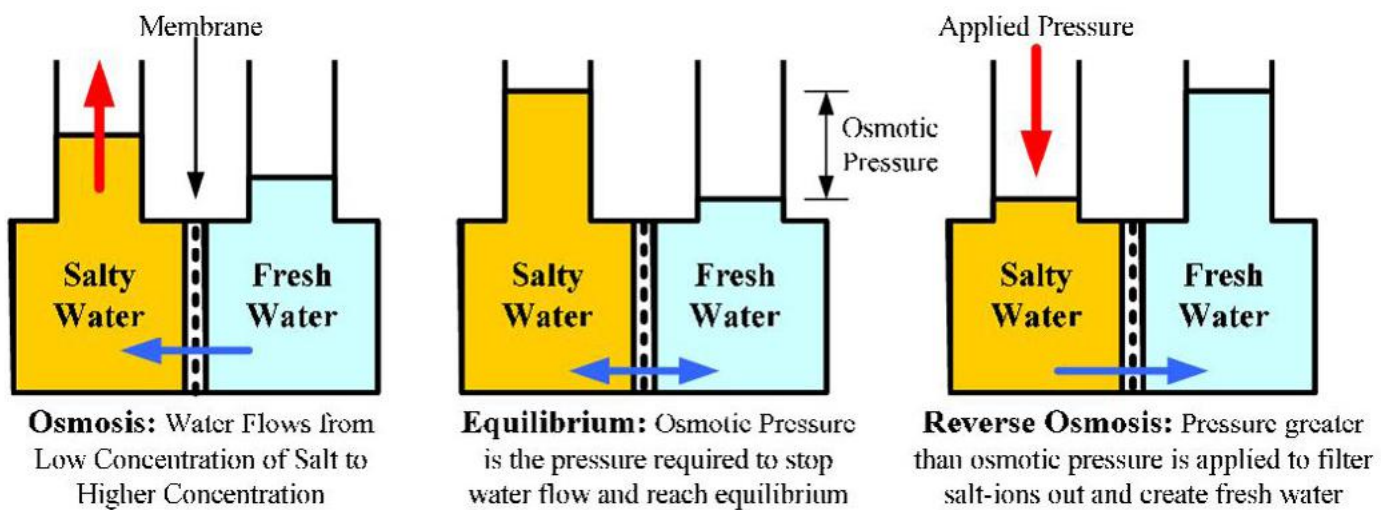 Membrane
Applied Pressure
Osmotic
Pressure
Salty
Water
Fresh
Water
Salty
Water
Fresh
Water
Salty
Water
Fresh
Water
Osmosis: Water Flows from
Low Concentration of Salt to
Higher Concentration
Equilibrium: Osmotic Pressure
is the pressure required to stop
water flow and reach equilibrium
Reverse Osmosis: Pressure greater
than osmotic pressure is applied to filter
salt-ions out and create fresh water